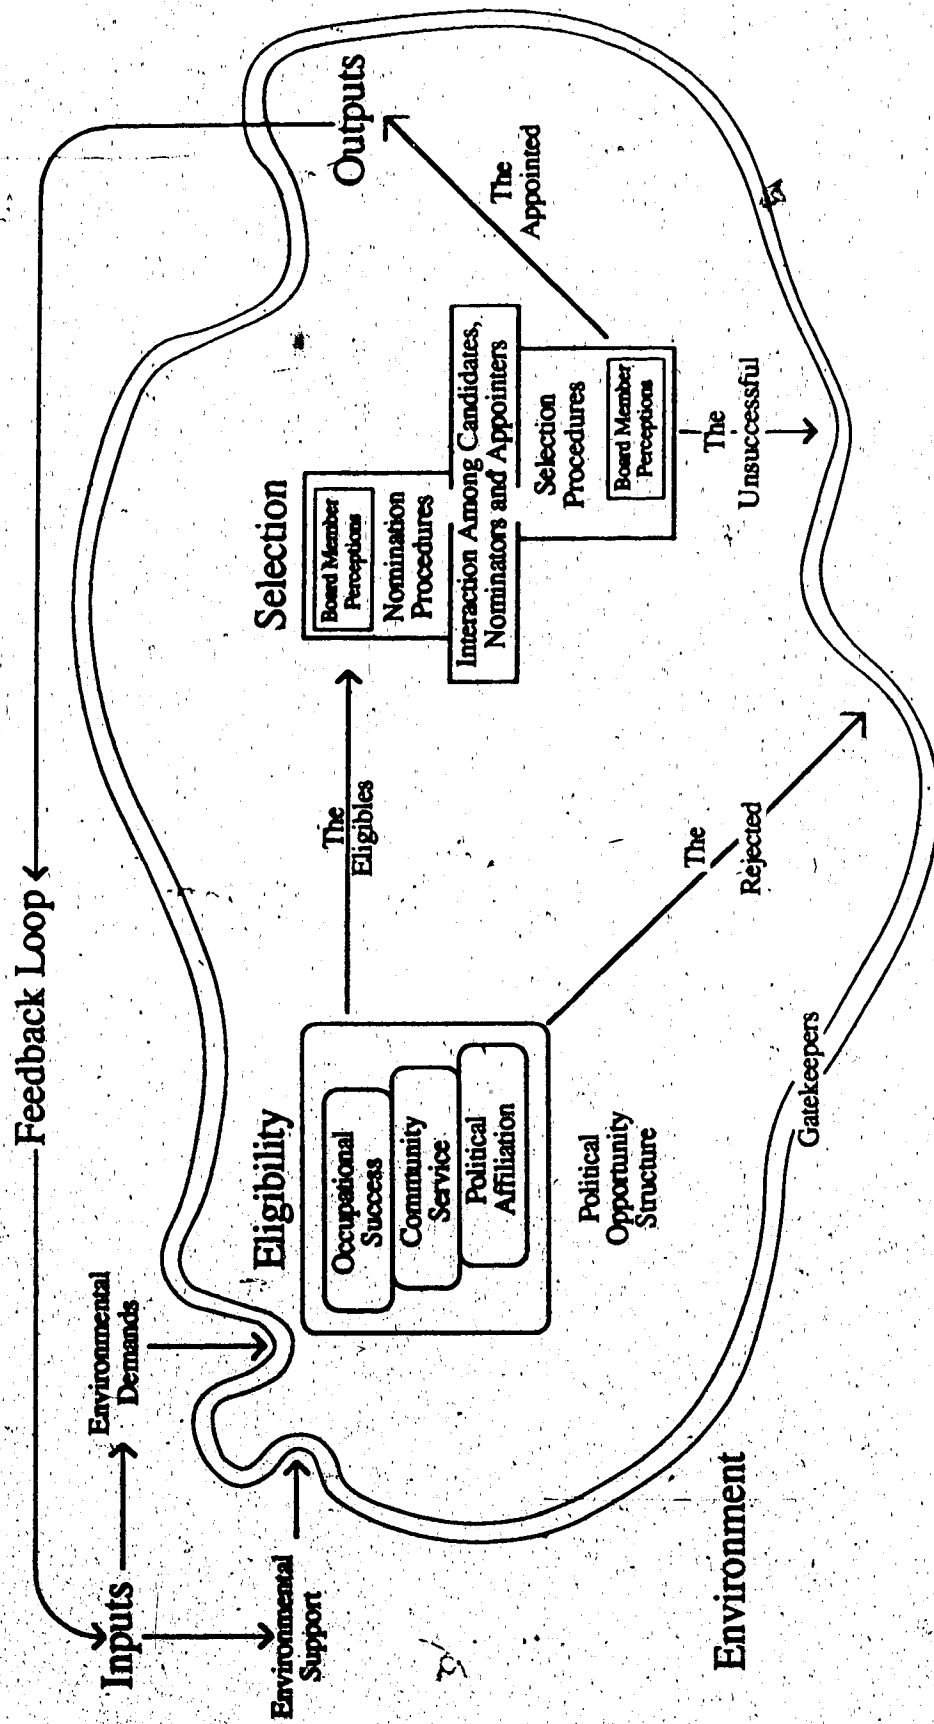 Feedback Loop
Inputs
Environmental
Demands
Environmental
Support
Eligibility
Occupational
Success
Community
Service
Political
Affiliation
Political
Opportunity
Structure
The
Eligibles
The
Rejected
Selection
Board Member
Perceptions
Nomination
Procedures
Interaction Among Candidates,
Nominators and Appointers
Selection
Procedures
Board Member
Perceptions
The
Unsuccessful
The
Appointed
Outputs
Gatekeepers
Environment